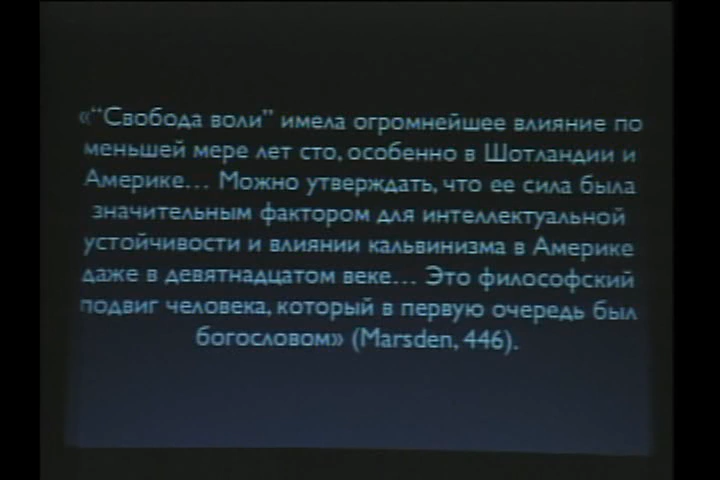 «“Свобода воли” имела огромнейшее влияние по
меньшей мере лет сто, особенно в Шотландии и
Америке... Можно утверждать, что ее сила была
значительным фактором для интеллектуальной
устойчивости и влиянии кальвинизма в Америке
даже в девятнадцатом веке... Это философский
подвиг человека, который в первую очередь был
богословом» (Marsden, 446).